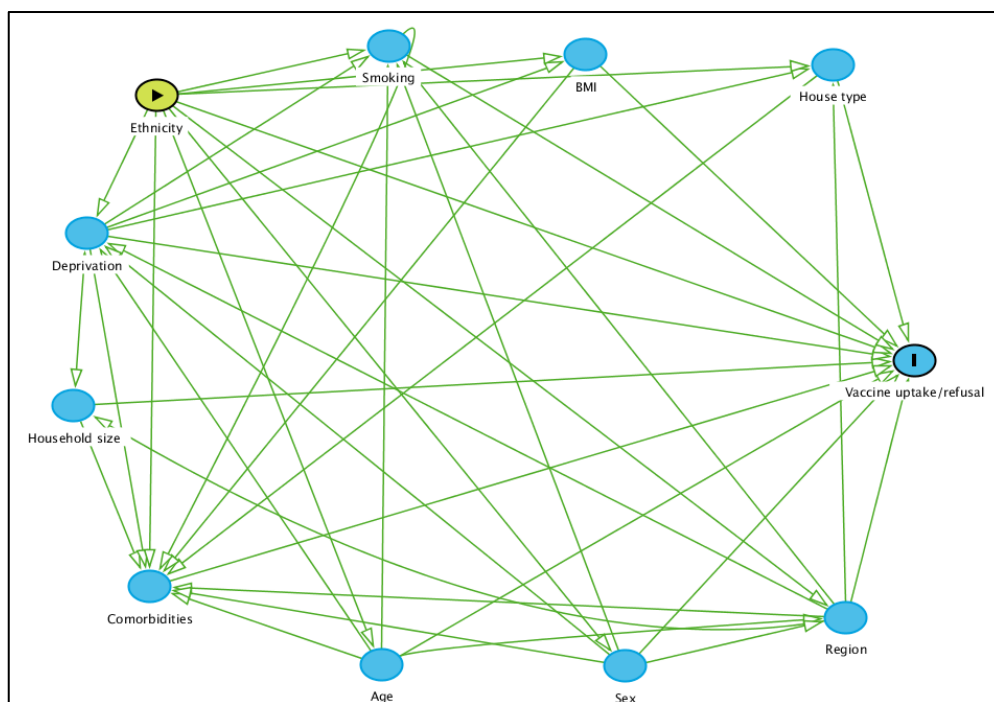 Smoking
BMI
House type
Ethnicity
Deprivation
Vaccine uptake/refusal
Household size
Comorbidities
Region
Age
Sex